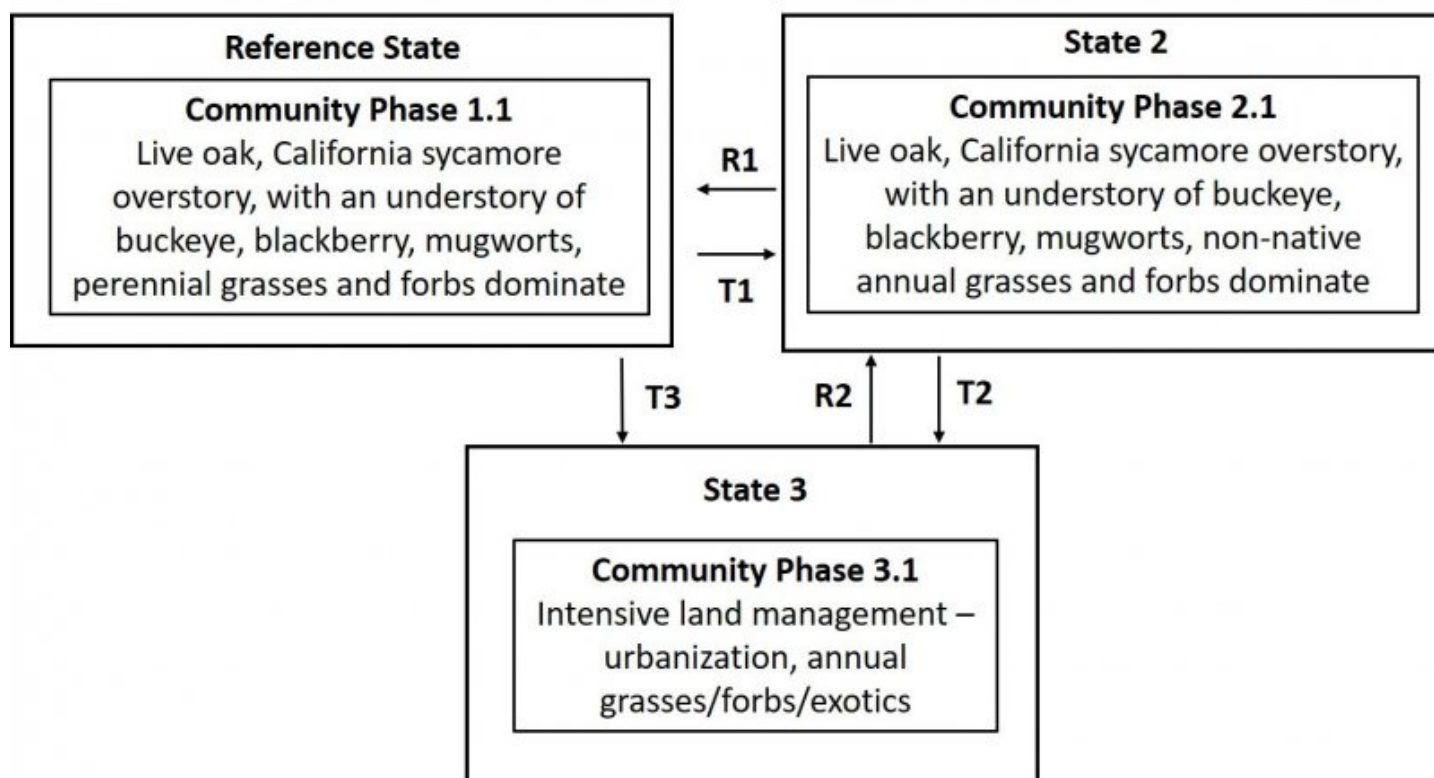 Reference State
Community Phase 1.1
Live oak, California sycamore
overstory, with an understory of
buckeye, blackberry, mugworts,
perennial grasses and forbs dominate
R1
T1
State 2
Community Phase 2.1
Live oak, California sycamore overstory,
with an understory of buckeye,
blackberry, mugworts, non-native
annual grasses and forbs dominate
T3
R2
T2
State 3
Community Phase 3.1
Intensive land management –
urbanization, annual
grasses/forbs/exotics